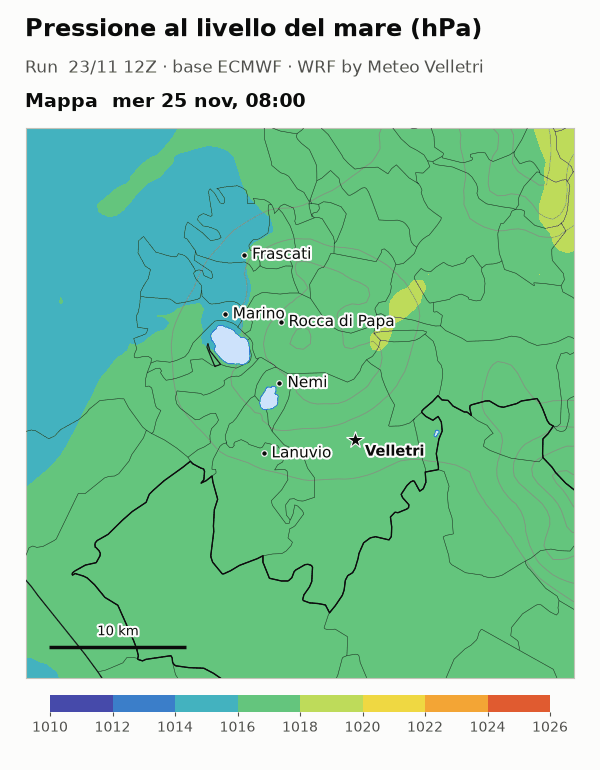 Pressione al livello del mare (hPa)
Run  23/11 12Z · base ECMWF · WRF by Meteo Velletri
Mappa  mer 25 nov, 08:00
Frascati
Marino
Rocca di Papa
Nemi
Velletri
Lanuvio
10 km
1010 1012 1014 1016 1018 1020 1022 1024 1026